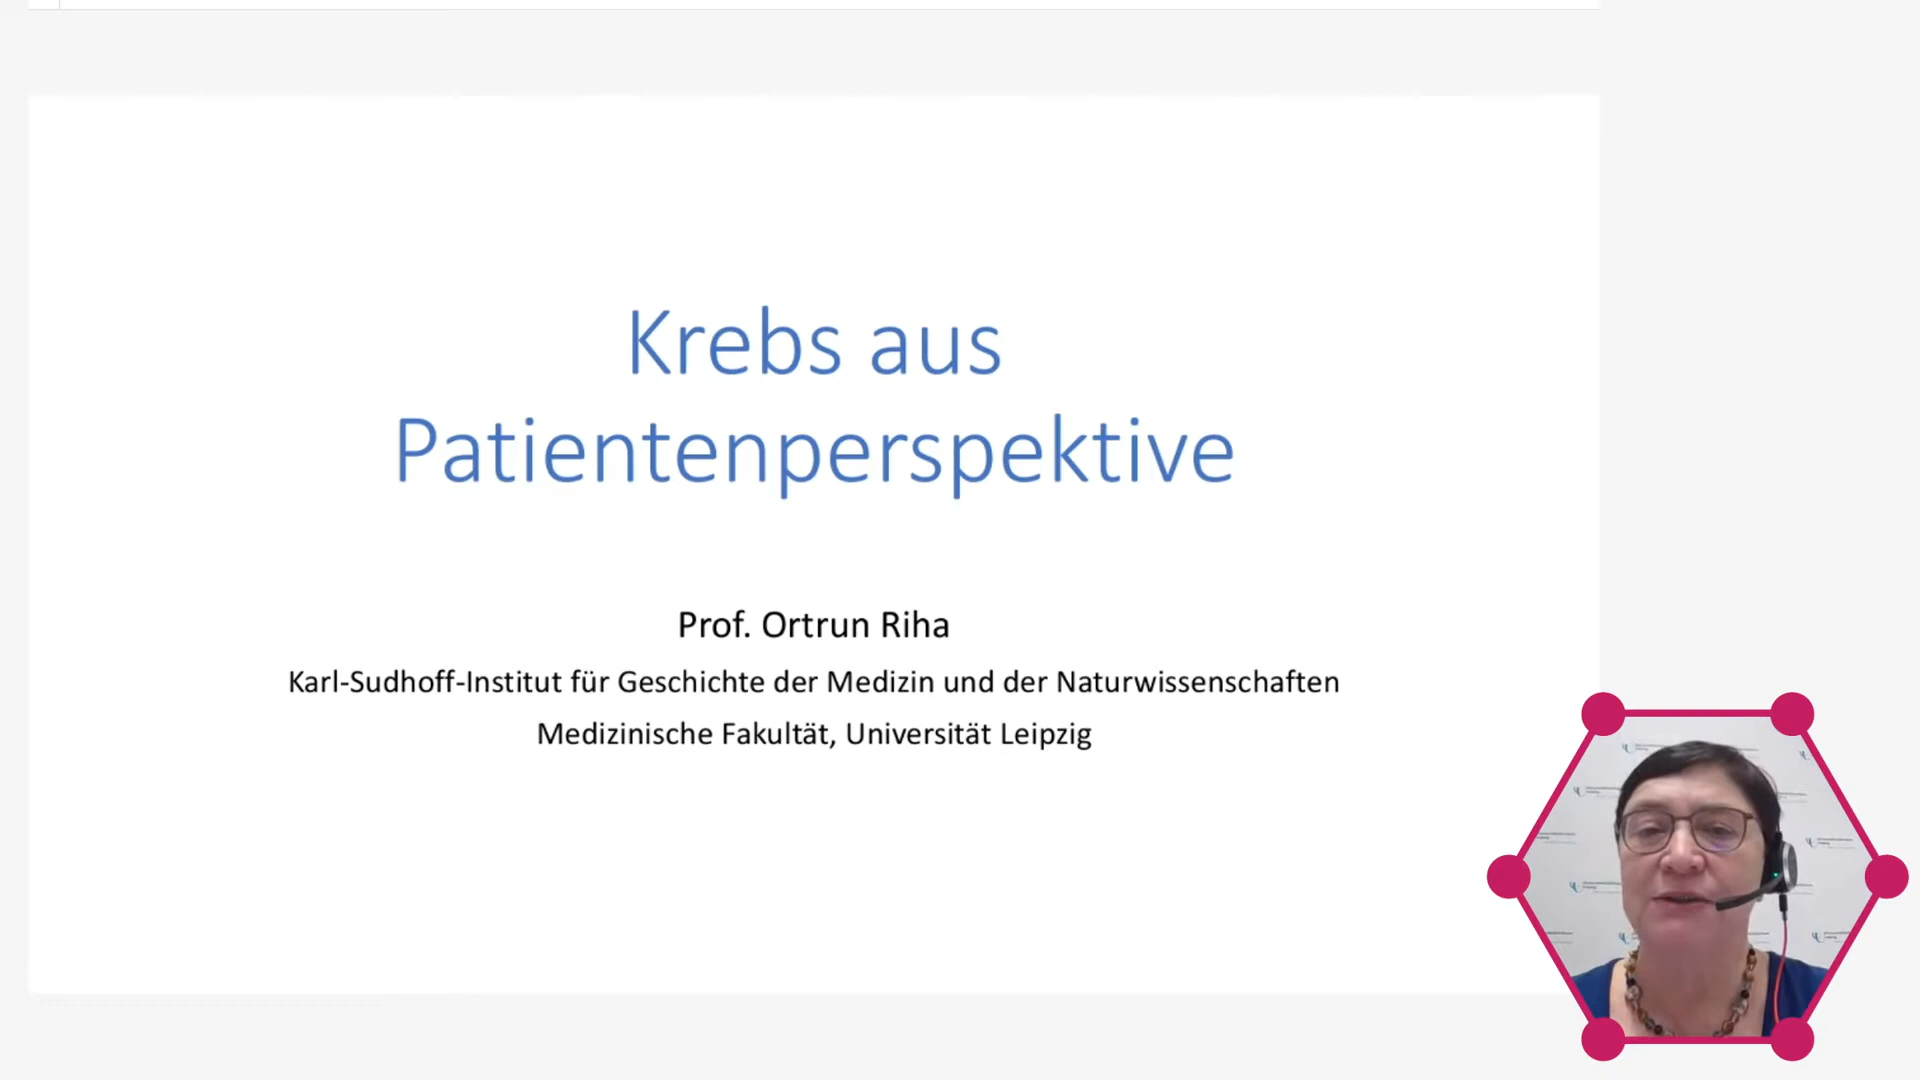 Krebs aus
Patientenperspektive
Prof. Ortrun Riha
Karl-Sudhoff-Institut für Geschichte der Medizin und der Naturwissenschaften
Medizinische Fakultät, Universität Leipzig